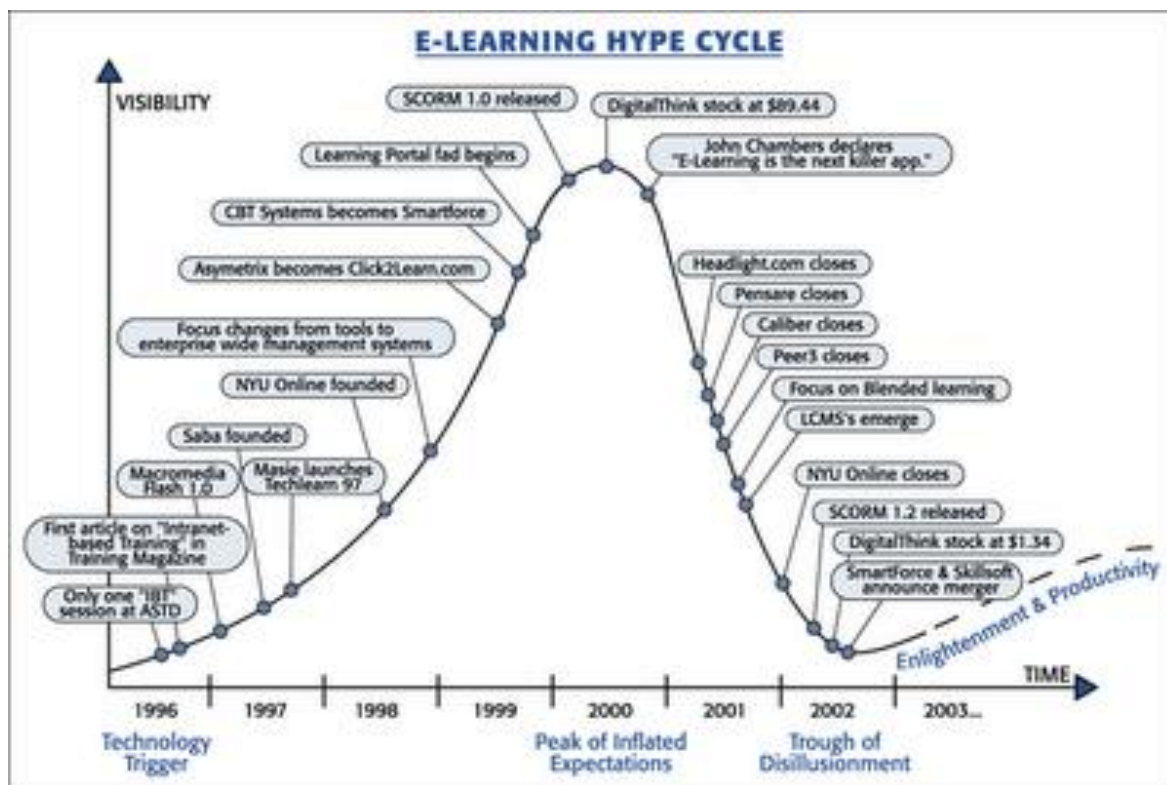 E-LEARNING HYPE CYCLE
VISIBILITY
SCORM 1.0 released
DigitalThink stock at $89.44
John Chambers declares
"E-Learning is the next killer app."
Learning Portal fad begins
CBT Systems becomes Smartforce
Asymetrix becomes Click2Learn.com
Focus changes from tools to
enterprise wide management systems
NYU Online founded
Saba founded
Masie launches
Techlearn 97
Macromedia
Flash 1.0
First article on "Intranet-
based Training" in
Training Magazine
Only one "IBT"
session at ASTD
Headlight.com closes
Pensare closes
Caliber closes
Peer3 closes
Focus on Blended learning
LCMS's emerge
NYU Online closes
SCORM 1.2 released
DigitalThink stock at $1.34
SmartForce & Skillsoft
announce merger
Enlightenment & Productivity
TIME
1996
1997
1998
1999
2000
2001
2002
2003...
Technology
Trigger
Peak of Inflated
Expectations
Trough of
Disillusionment